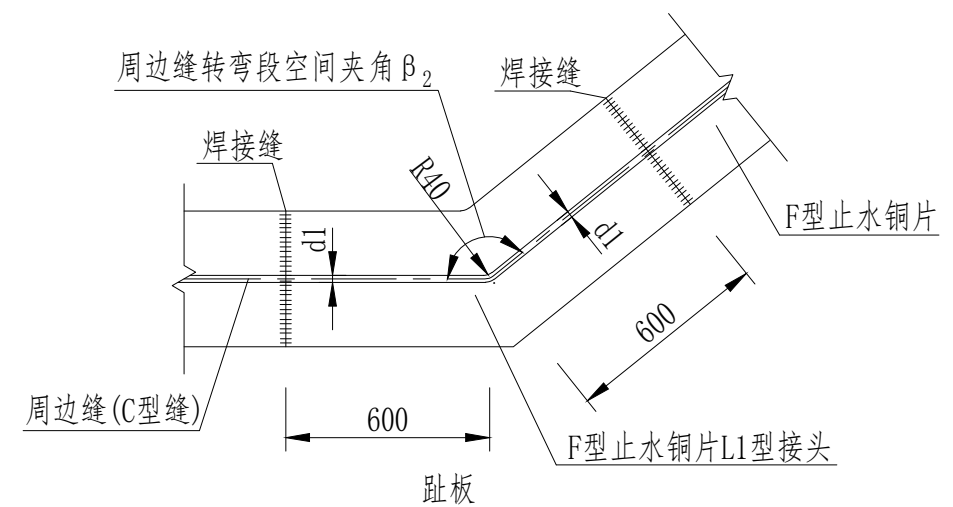 周边缝转弯段空间夹角β₂
焊接缝
焊接缝
R40
F型止水铜片
d1
d1
600
周边缝(C型缝)
600
F型止水铜片L1型接头
趾板